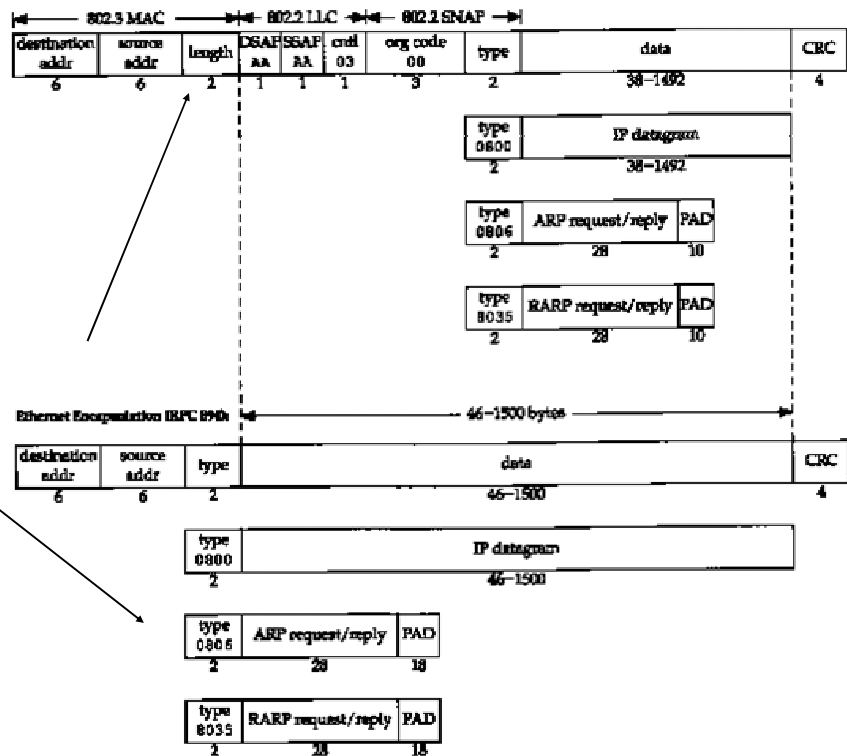 802.3 MAC 802.2 LLC 802.2 SNAP
destination addr source addr length DSAP AA SSAP AA cntl 03 org code 00 type data CRC
6 6 2 1 1 1 3 2 38-1492 4
type 0800 IP datagram
2 38-1492
type 0806 ARP request/reply PAD
2 28 10
type 8035 RARP request/reply PAD
2 28 10
Ethernet Encapsulation (RFC 894): 46-1500 bytes
destination addr source addr type data CRC
6 6 2 46-1500 4
type 0800 IP datagram
2 46-1500
type 0806 ARP request/reply PAD
2 28 18
type 8035 RARP request/reply PAD
2 28 18